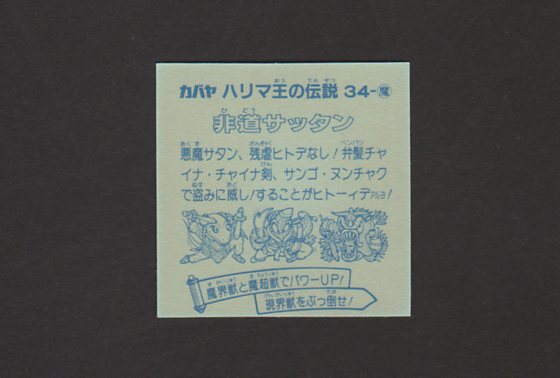 カバヤ ハリマ王の伝説 34-魔
非道サッタン
悪魔サタン、残虐ヒトデなし!弁髪チャ
イナ・チャイナ剣、サンゴ・ヌンチャク
で盗みに威し!することがヒトーイデアルヨ!
魔界獣と魔超獣でパワーUP!
現界獣をぶっ倒せ!